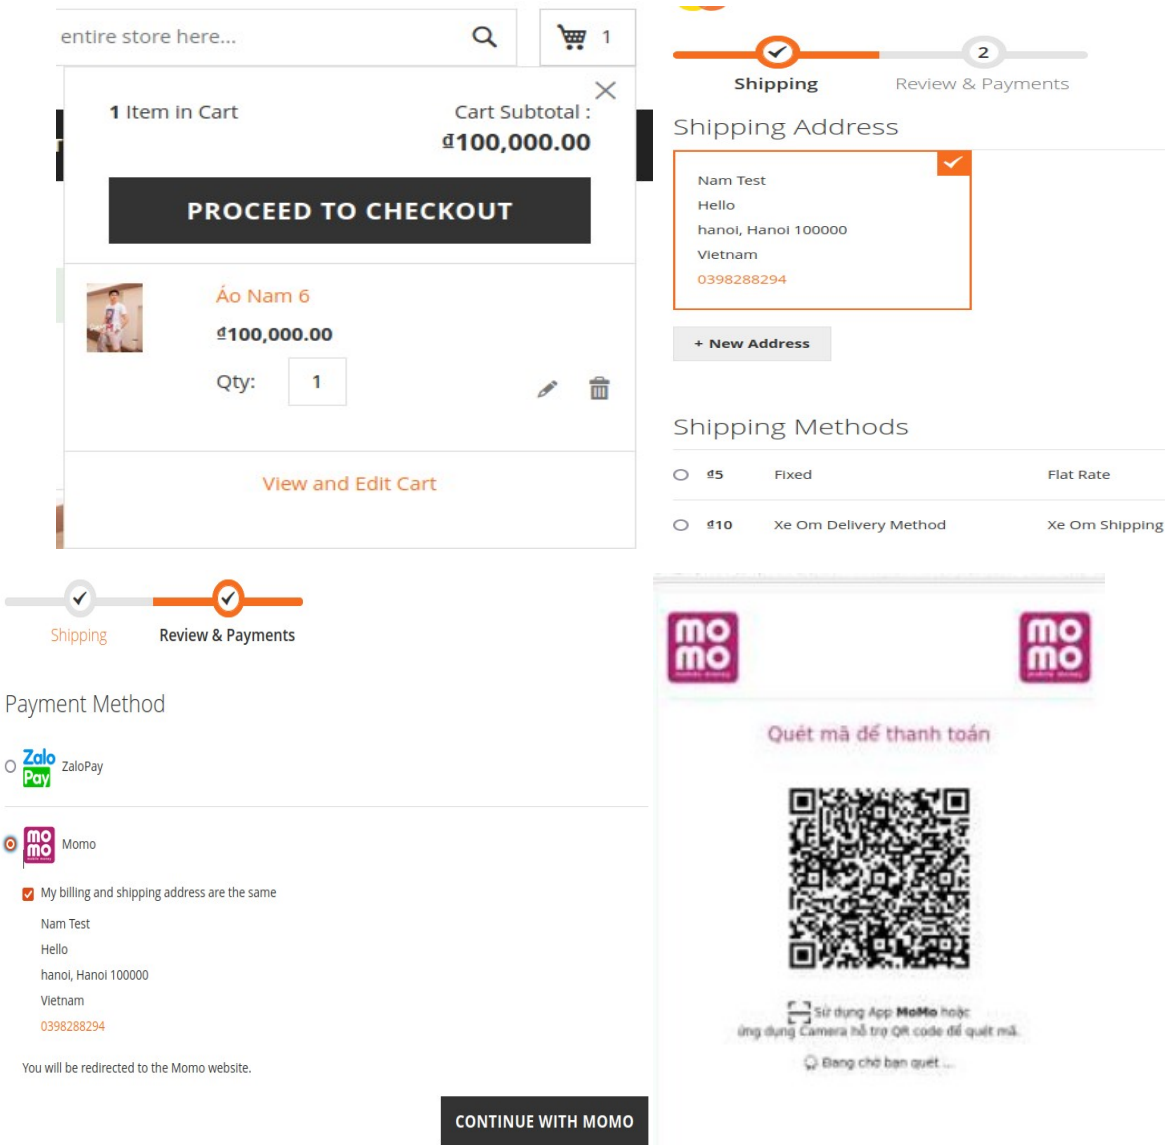 entire store here...
1
1 Item in Cart
Cart Subtotal :
₫100,000.00
PROCEED TO CHECKOUT
Áo Nam 6
₫100,000.00
Qty: 1
View and Edit Cart
2
Shipping Review & Payments
Shipping Address
Nam Test
Hello
hanoi, Hanoi 100000
Vietnam
0398288294
+ New Address
Shipping Methods
₫5 Fixed Flat Rate
₫10 Xe Om Delivery Method Xe Om Shipping
Shipping Review & Payments
Payment Method
Zalo
Pay ZaloPay
mo
mo Momo
My billing and shipping address are the same
Nam Test
Hello
hanoi, Hanoi 100000
Vietnam
0398288294
You will be redirected to the Momo website.
CONTINUE WITH MOMO
mo
mo
mobile money
mo
mo
mobile money
Quét mã để thanh toán
Sử dụng App MoMo hoặc
ứng dụng Camera hỗ trợ QR code để quét mã.
Đang chờ bạn quét ...